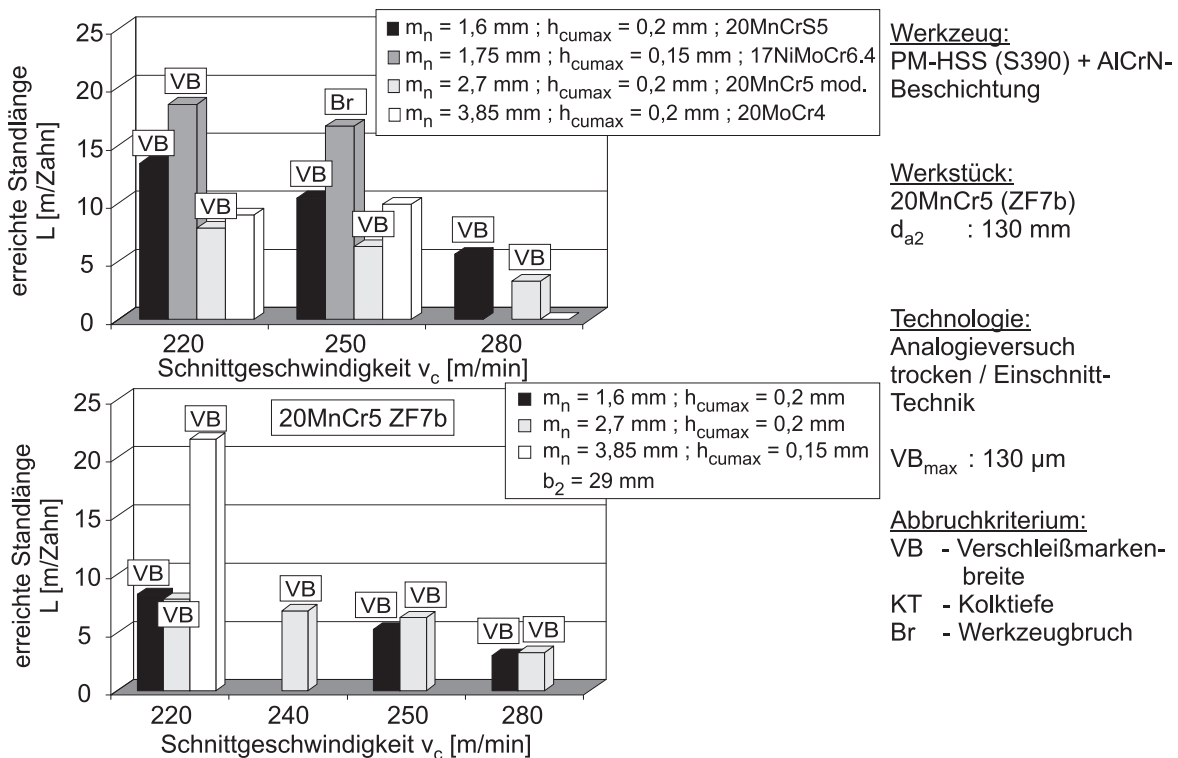 erreichte Standlänge
L [m/Zahn]
25
20
15
10
5
0
VB
VB
VB
VB
Br
VB
VB
VB
220
250
280
Schnittgeschwindigkeit v_c [m/min]
m_n = 1,6 mm ; h_cumax = 0,2 mm ; 20MnCrS5
m_n = 1,75 mm ; h_cumax = 0,15 mm ; 17NiMoCr6.4
m_n = 2,7 mm ; h_cumax = 0,2 mm ; 20MnCr5 mod.
m_n = 3,85 mm ; h_cumax = 0,2 mm ; 20MoCr4
erreichte Standlänge
L [m/Zahn]
25
20
15
10
5
0
20MnCr5 ZF7b
VB
VB
VB
VB
VB
VB
VB
VB
220
240
250
280
Schnittgeschwindigkeit v_c [m/min]
m_n = 1,6 mm ; h_cumax = 0,2 mm
m_n = 2,7 mm ; h_cumax = 0,2 mm
m_n = 3,85 mm ; h_cumax = 0,15 mm
b_2 = 29 mm
Werkzeug:
PM-HSS (S390) + AlCrN-
Beschichtung
Werkstück:
20MnCr5 (ZF7b)
d_a2 : 130 mm
Technologie:
Analogieversuch
trocken / Einschnitt-
Technik
VB_max : 130 µm
Abbruchkriterium:
VB - Verschleißmarken-
breite
KT - Kolktiefe
Br - Werkzeugbruch